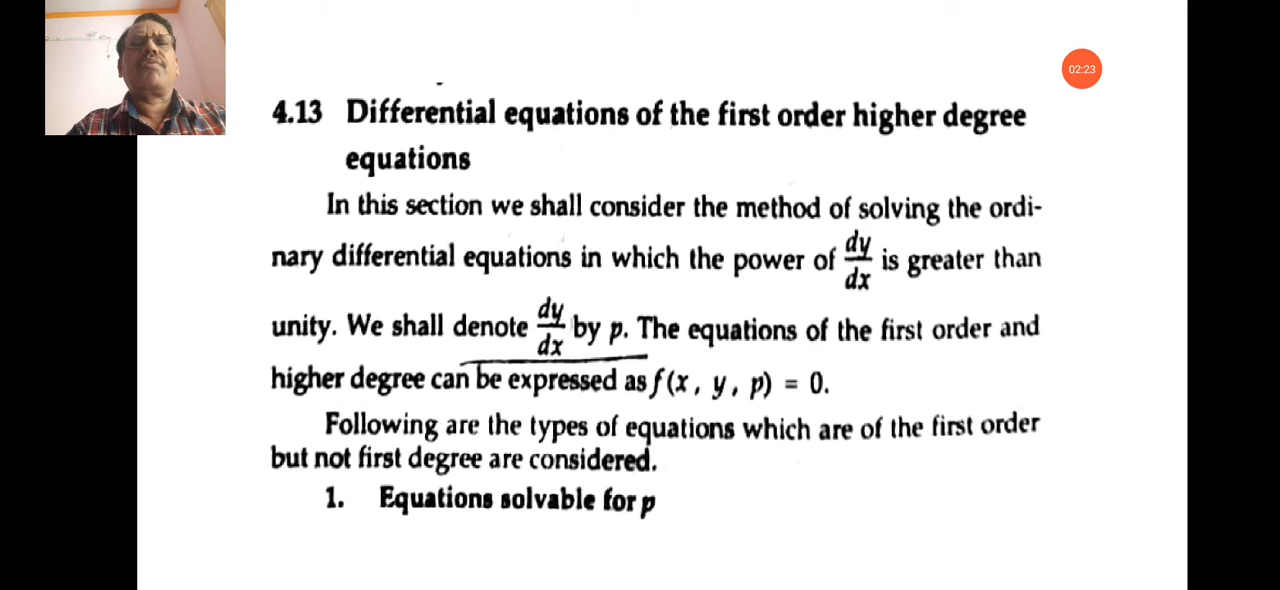 02:23
4.13 Differential equations of the first order higher degree
equations
In this section we shall consider the method of solving the ordi-
nary differential equations in which the power of dy/dx is greater than
unity. We shall denote dy/dx by p. The equations of the first order and
higher degree can be expressed as f(x, y, p) = 0.
Following are the types of equations which are of the first order
but not first degree are considered.
1. Equations solvable for p